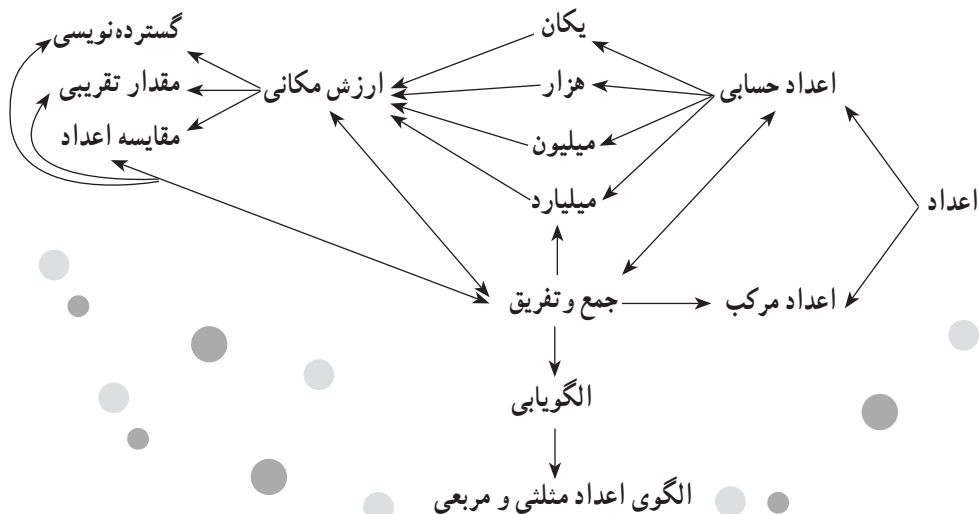 اعداد
اعداد حسابی
اعداد مرکب
یکان
هزار
میلیون
میلیارد
جمع و تفریق
ارزش مکانی
گسترده‌نویسی
مقدار تقریبی
مقایسه اعداد
الگویابی
الگوی اعداد مثلثی و مربعی